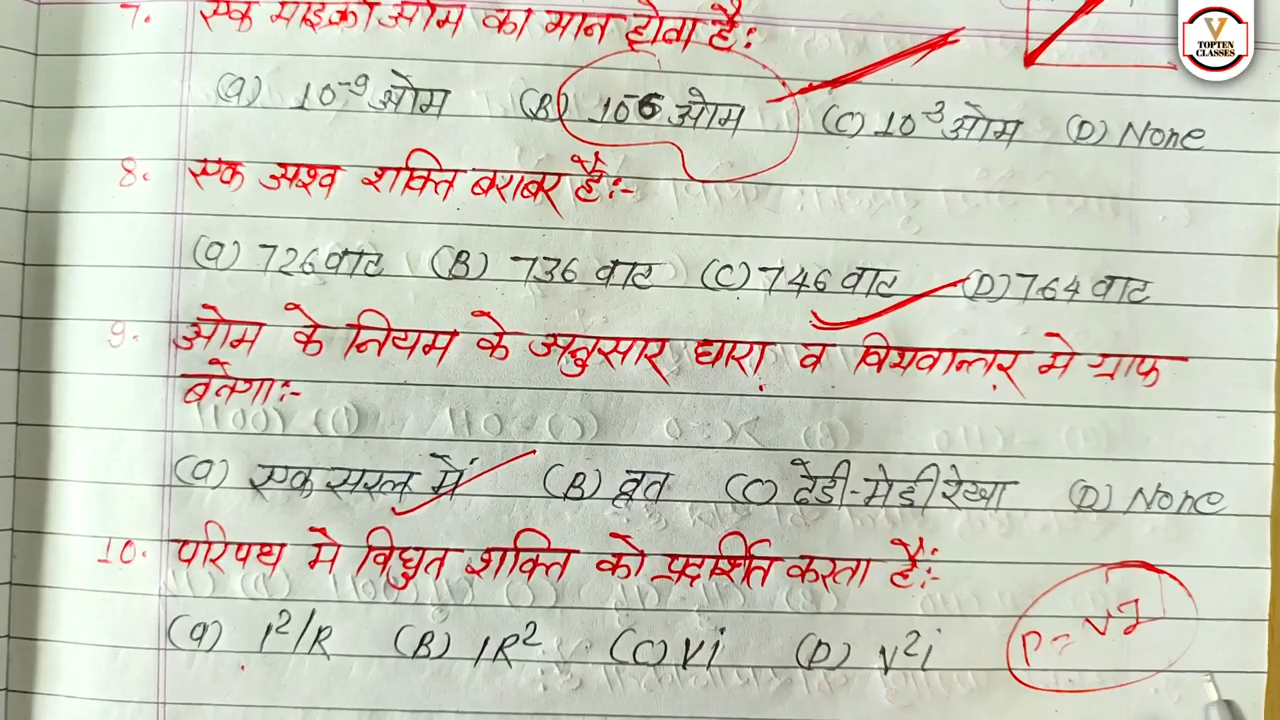 V
TOPTEN
CLASSES
7. एक माइक्रो ओम का मान होता है:
(a) 10⁻⁹ ओम (B) 10⁻⁶ ओम (C) 10⁻³ ओम (D) None
8. एक अश्व शक्ति बराबर है:-
(a) 726 वाट (B) 736 वाट (C) 746 वाट (D) 764 वाट
9. ओम के नियम के अनुसार धारा व विभवान्तर मे ग्राफ
बनेगा:-
(a) एक सरल में (B) वृत (C) टेडी-मेडी रेखा (D) None
10. परिपथ मे विधुत शक्ति को प्रदर्शित करता है:-
(a) I²/R (B) IR² (C) Vi (D) V²i
P = VI